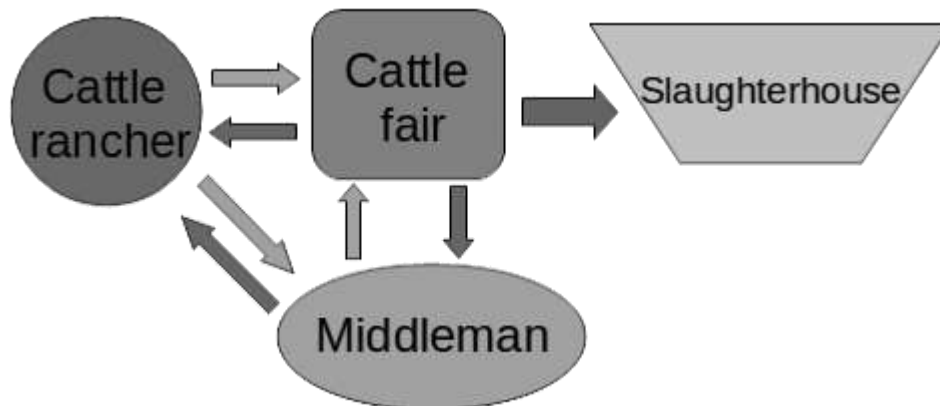 Cattle
rancher
Cattle
fair
Slaughterhouse
Middleman